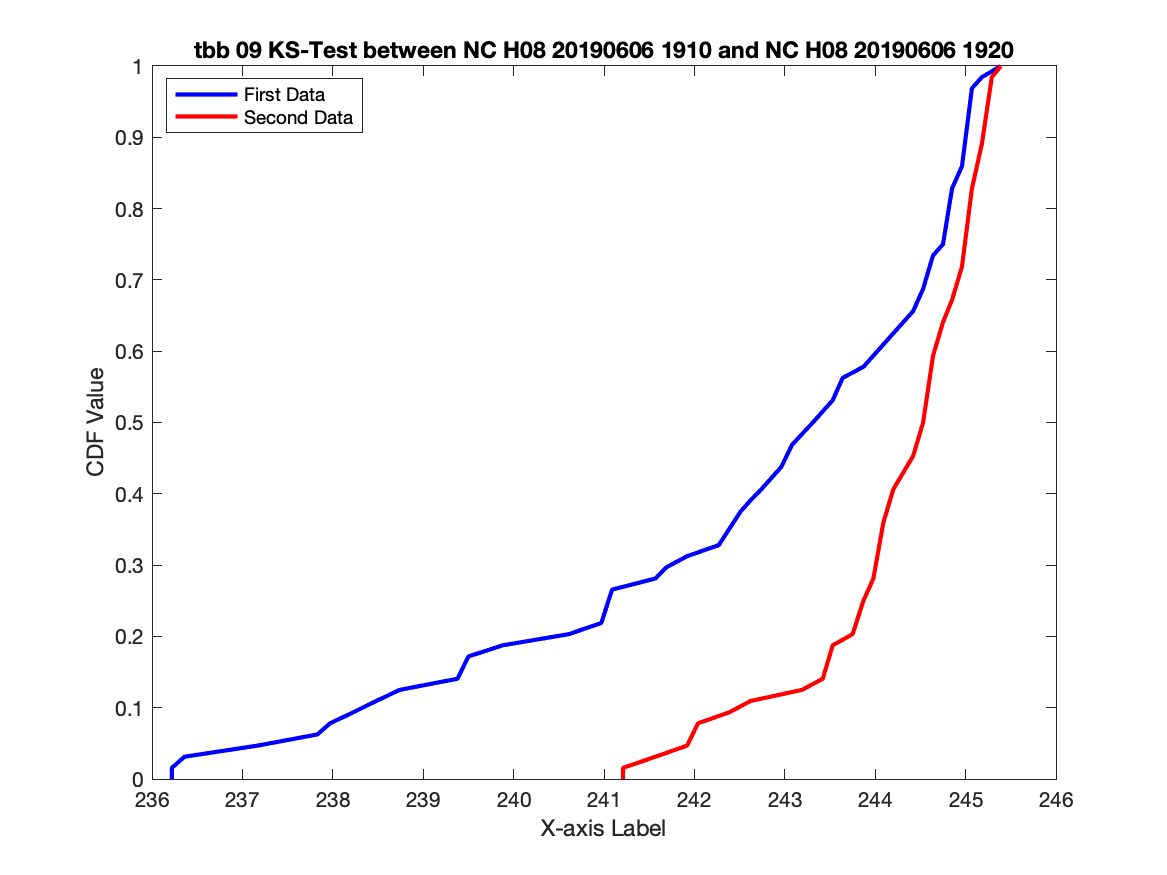 tbb 09 KS-Test between NC H08 20190606 1910 and NC H08 20190606 1920
First Data
Second Data
1
0.9
0.8
0.7
0.6
0.5
0.4
0.3
0.2
0.1
0
CDF Value
236 237 238 239 240 241 242 243 244 245 246
X-axis Label